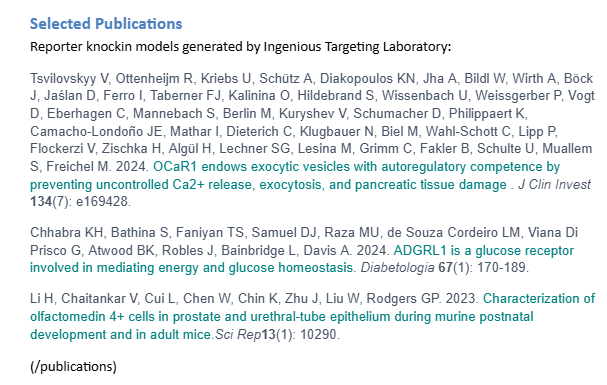 Selected Publications
Reporter knockin models generated by Ingenious Targeting Laboratory:
Tsvilovskyy V, Ottenheijm R, Kriebs U, Schütz A, Diakopoulos KN, Jha A, Bildl W, Wirth A, Böck
J, Jaślan D, Ferro I, Taberner FJ, Kalinina O, Hildebrand S, Wissenbach U, Weissgerber P, Vogt
D, Eberhagen C, Mannebach S, Berlin M, Kuryshev V, Schumacher D, Philippaert K,
Camacho-Londoño JE, Mathar I, Dieterich C, Klugbauer N, Biel M, Wahl-Schott C, Lipp P,
Flockerzi V, Zischka H, Algül H, Lechner SG, Lesina M, Grimm C, Fakler B, Schulte U, Muallem
S, Freichel M. 2024. OCaR1 endows exocytic vesicles with autoregulatory competence by
preventing uncontrolled Ca2+ release, exocytosis, and pancreatic tissue damage . J Clin Invest
134(7): e169428.
Chhabra KH, Bathina S, Faniyan TS, Samuel DJ, Raza MU, de Souza Cordeiro LM, Viana Di
Prisco G, Atwood BK, Robles J, Bainbridge L, Davis A. 2024. ADGRL1 is a glucose receptor
involved in mediating energy and glucose homeostasis. Diabetologia 67(1): 170-189.
Li H, Chaitankar V, Cui L, Chen W, Chin K, Zhu J, Liu W, Rodgers GP. 2023. Characterization of
olfactomedin 4+ cells in prostate and urethral-tube epithelium during murine postnatal
development and in adult mice.Sci Rep13(1): 10290.
(/publications)